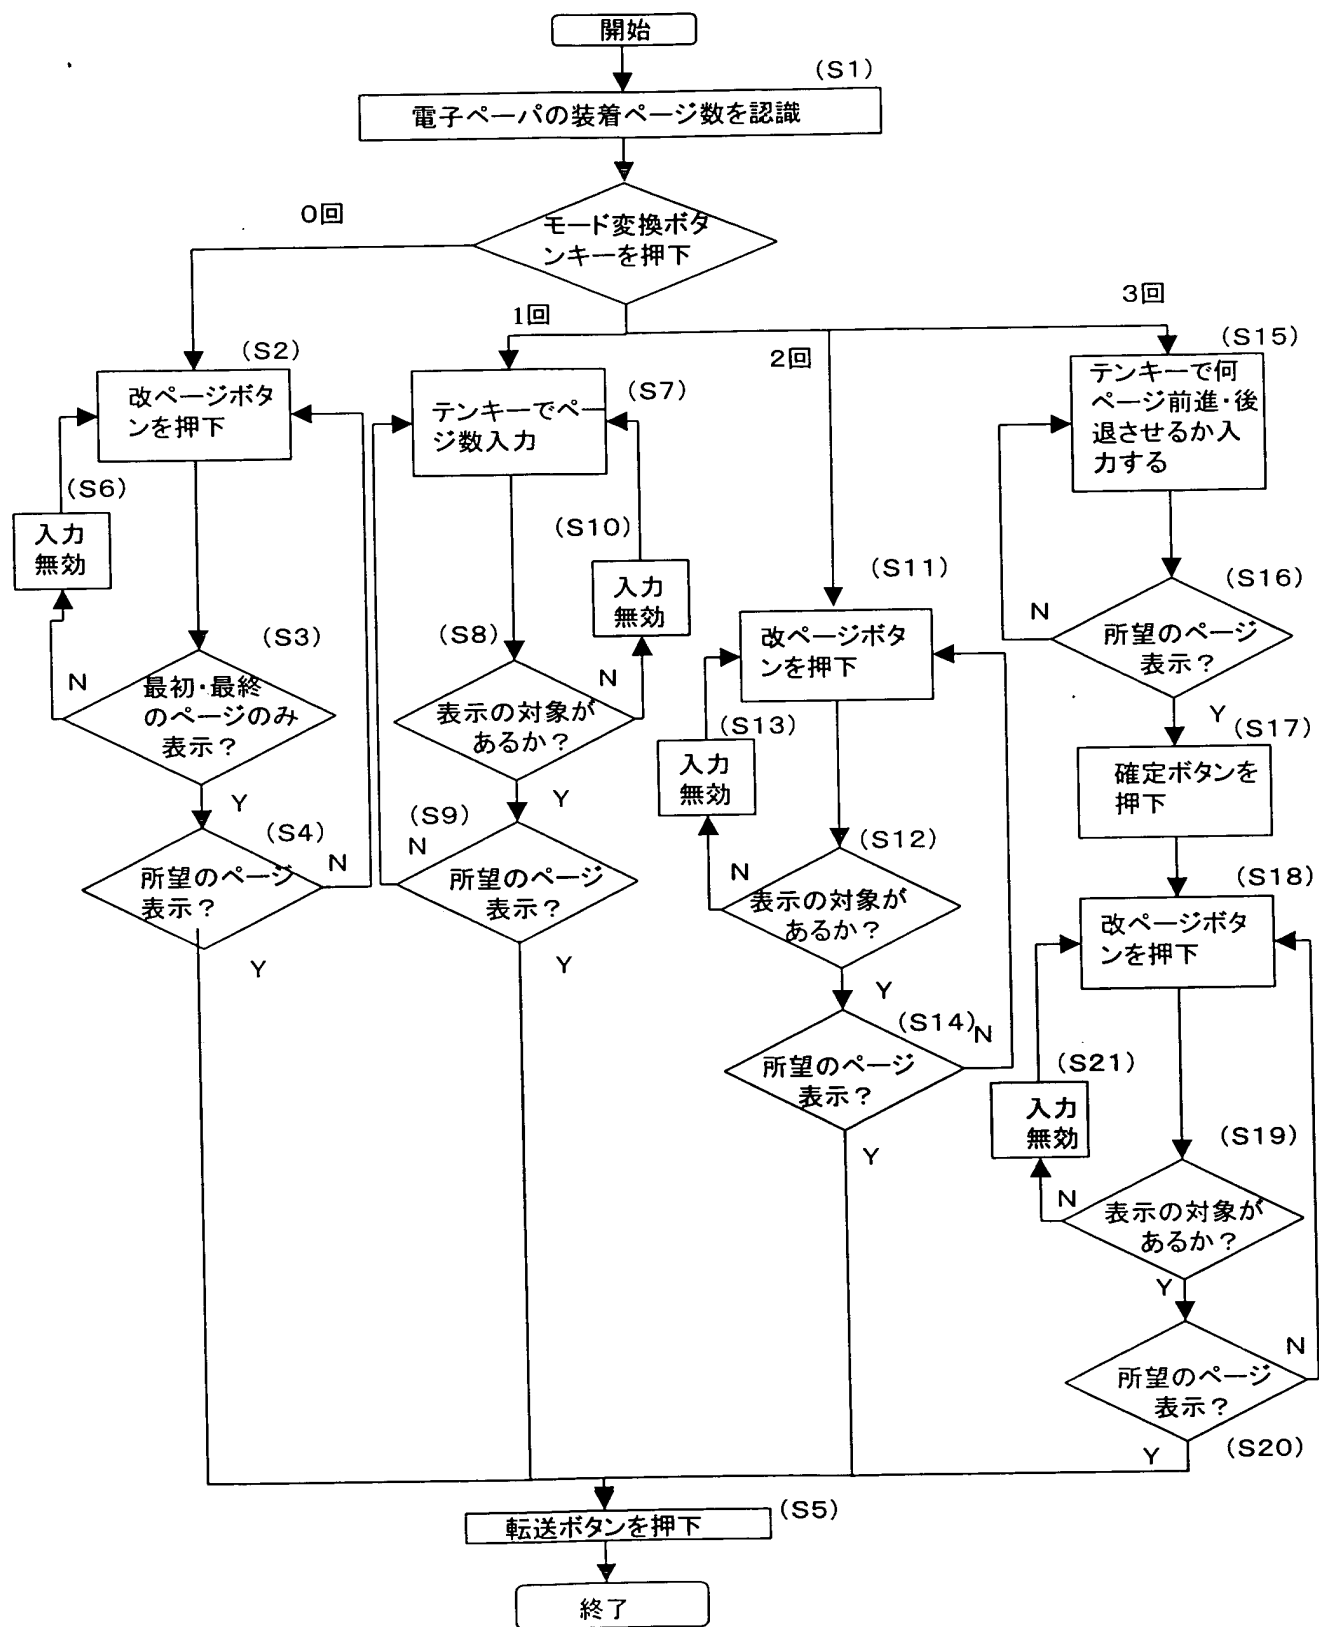 開始
(S1)
電子ペーパの装着ページ数を認識
モード変換ボタ
ンキーを押下
0回
1回
2回
3回
(S2)
改ページボタ
ンを押下
(S6)
入力
無効
(S3)
最初・最終
のページのみ
表示?
N
Y
(S4)
所望のページ
表示?
N
Y
(S7)
テンキーでペー
ジ数入力
(S10)
入力
無効
(S8)
表示の対象が
あるか?
N
Y
(S9)
所望のページ
表示?
N
Y
(S11)
改ページボタ
ンを押下
(S13)
入力
無効
(S12)
表示の対象が
あるか?
N
Y
(S14)
所望のページ
表示?
N
Y
(S15)
テンキーで何
ページ前進・後
退させるか入
力する
(S16)
所望のページ
表示?
N
Y
(S17)
確定ボタンを
押下
(S18)
改ページボタ
ンを押下
(S21)
入力
無効
(S19)
表示の対象が
あるか?
N
Y
所望のページ
表示?
N
Y
(S20)
(S5)
転送ボタンを押下
終了